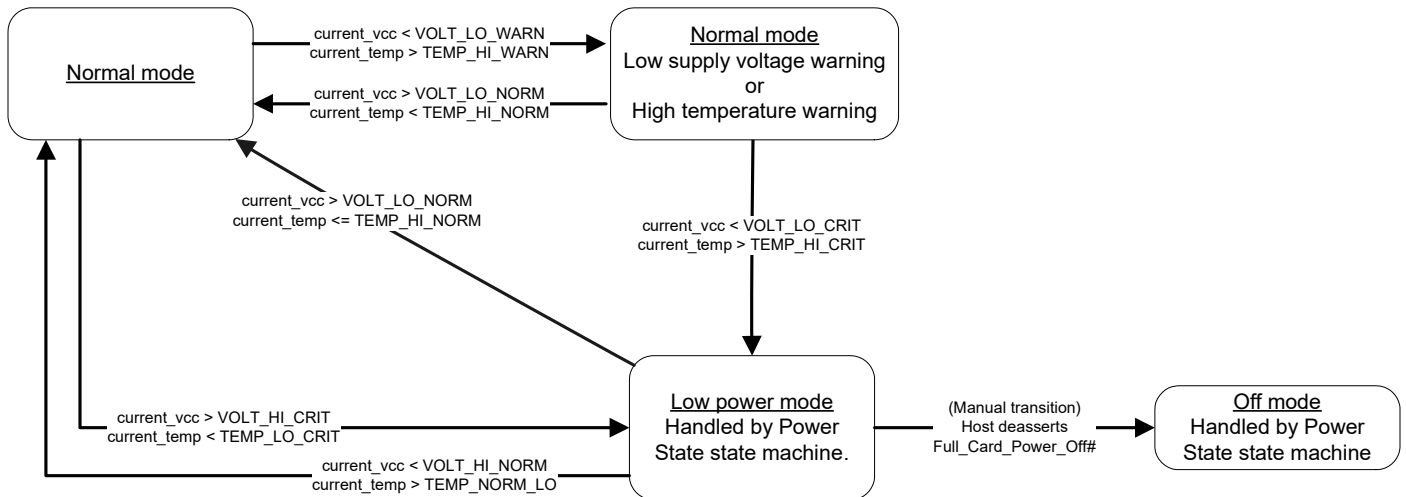 Normal mode
current_vcc < VOLT_LO_WARN
current_temp > TEMP_HI_WARN
Normal mode
Low supply voltage warning
or
High temperature warning
current_vcc > VOLT_LO_NORM
current_temp < TEMP_HI_NORM
current_vcc > VOLT_LO_NORM
current_temp <= TEMP_HI_NORM
current_vcc < VOLT_LO_CRIT
current_temp > TEMP_HI_CRIT
current_vcc > VOLT_HI_CRIT
current_temp < TEMP_LO_CRIT
current_vcc < VOLT_HI_NORM
current_temp > TEMP_NORM_LO
Low power mode
Handled by Power
State state machine.
(Manual transition)
Host deasserts
Full_Card_Power_Off#
Off mode
Handled by Power
State state machine